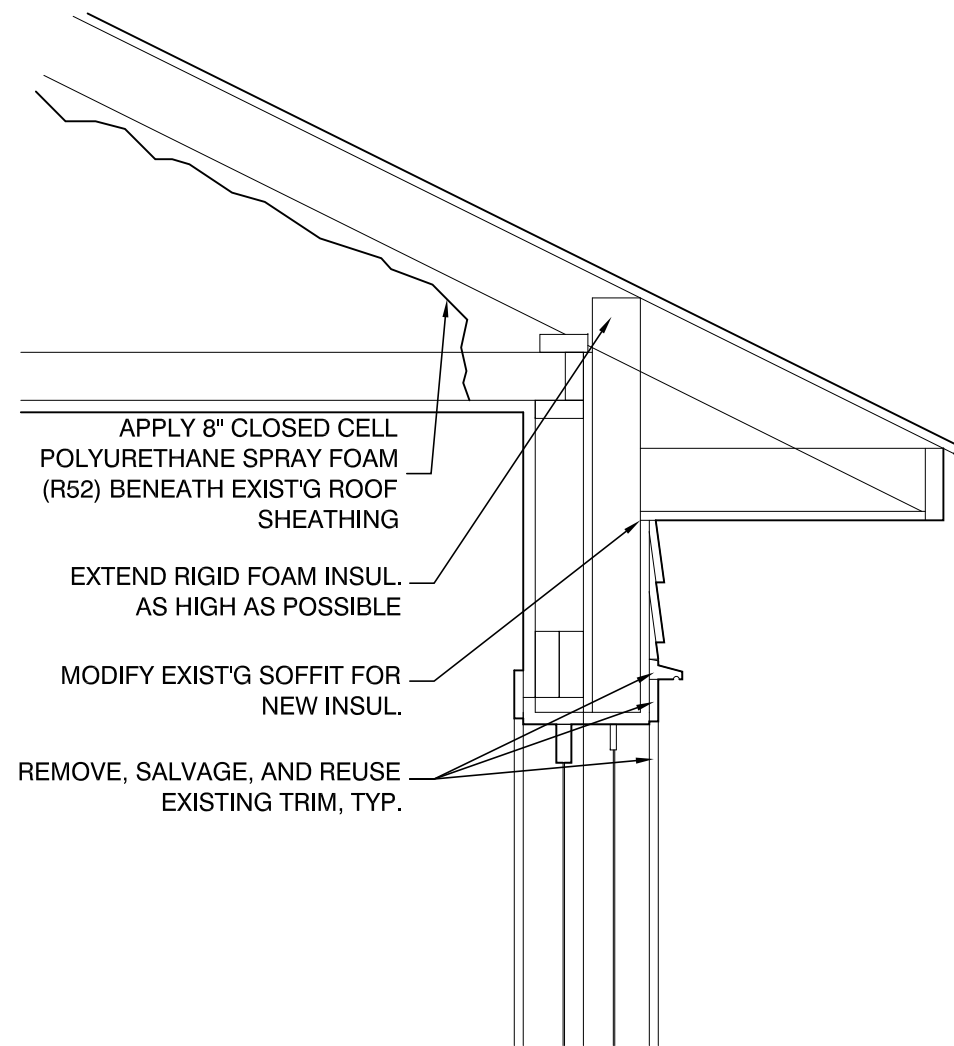 APPLY 8" CLOSED CELL
POLYURETHANE SPRAY FOAM
(R52) BENEATH EXIST'G ROOF
SHEATHING
EXTEND RIGID FOAM INSUL.
AS HIGH AS POSSIBLE
MODIFY EXIST'G SOFFIT FOR
NEW INSUL.
REMOVE, SALVAGE, AND REUSE
EXISTING TRIM, TYP.